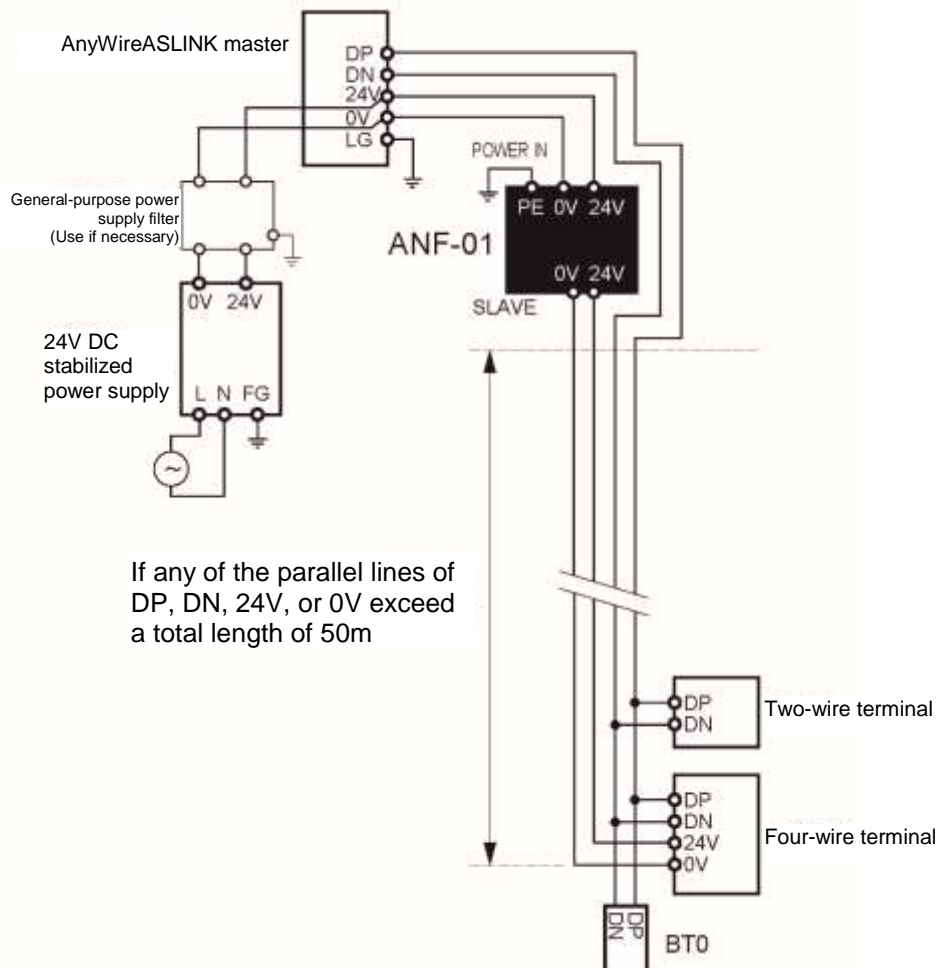 AnyWireASLINK master
DP
DN
24V
0V
LG
POWER IN
General-purpose power
supply filter
(Use if necessary)
PE 0V 24V
ANF-01
0V 24V
SLAVE
0V 24V
24V DC
stabilized
power supply
L N FG
~
If any of the parallel lines of
DP, DN, 24V, or 0V exceed
a total length of 50m
DP
DN
Two-wire terminal
DP
DN
24V
0V
Four-wire terminal
DN
DP
BT0